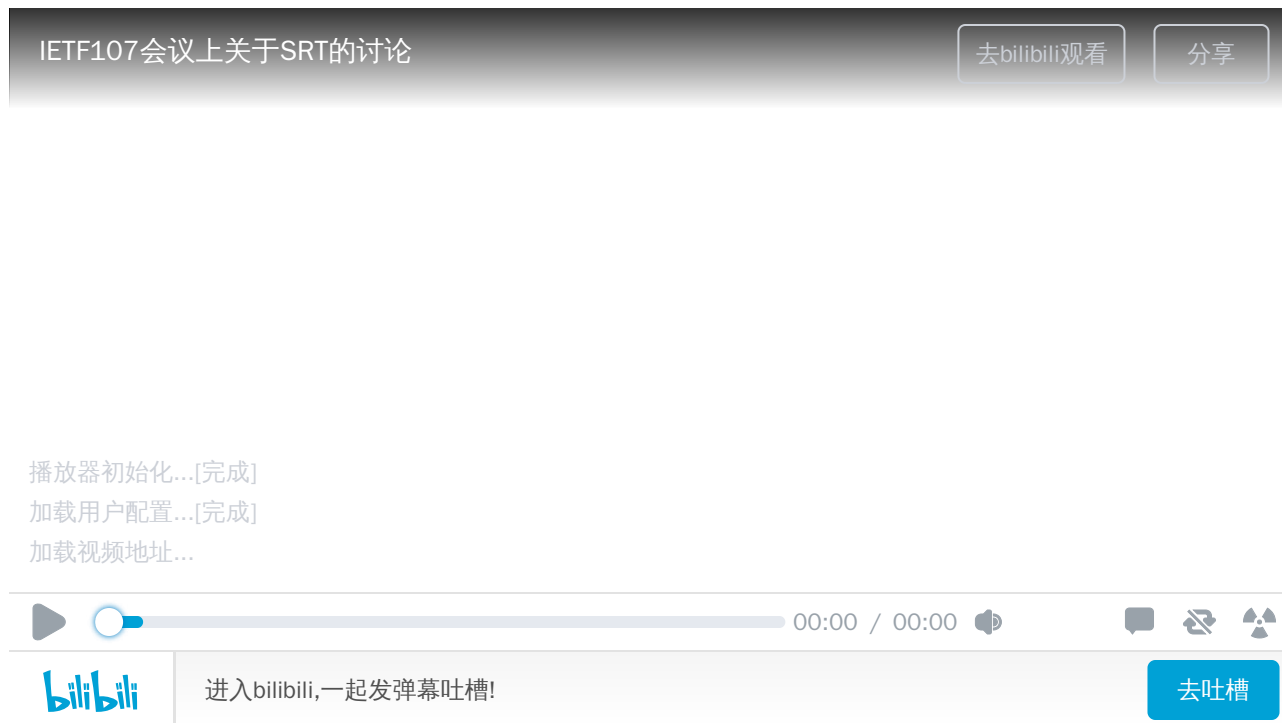 IETF107会议上关于SRT的讨论
去bilibili观看
分享
播放器初始化...[完成]
加载用户配置...[完成]
加载视频地址...
00:00 / 00:00
bilibili
进入bilibili,一起发弹幕吐槽!
去吐槽